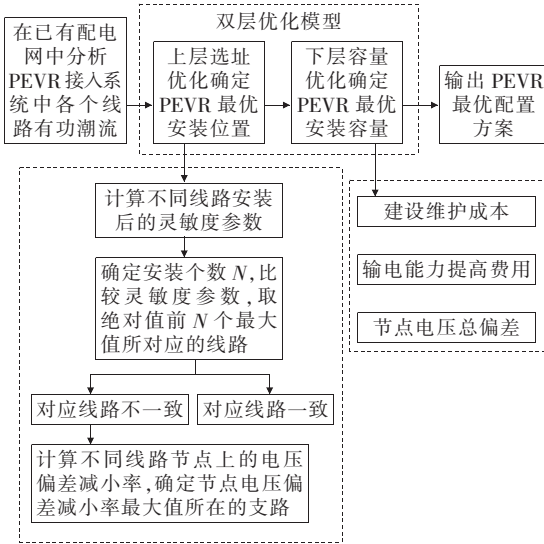 双层优化模型
在已有配电
网中分析
PEVR 接入系
统中各个线
路有功潮流
上层选址
优化确定
PEVR 最优
安装位置
下层容量
优化确定
PEVR 最优
安装容量
输出 PEVR
最优配置
方案
计算不同线路安装
后的灵敏度参数
确定安装个数 N,比
较灵敏度参数,取
绝对值前 N 个最大
值所对应的线路
对应线路不一致
对应线路一致
计算不同线路节点上的电压
偏差减小率,确定节点电压偏
差减小率最大值所在的支路
建设维护成本
输电能力提高费用
节点电压总偏差